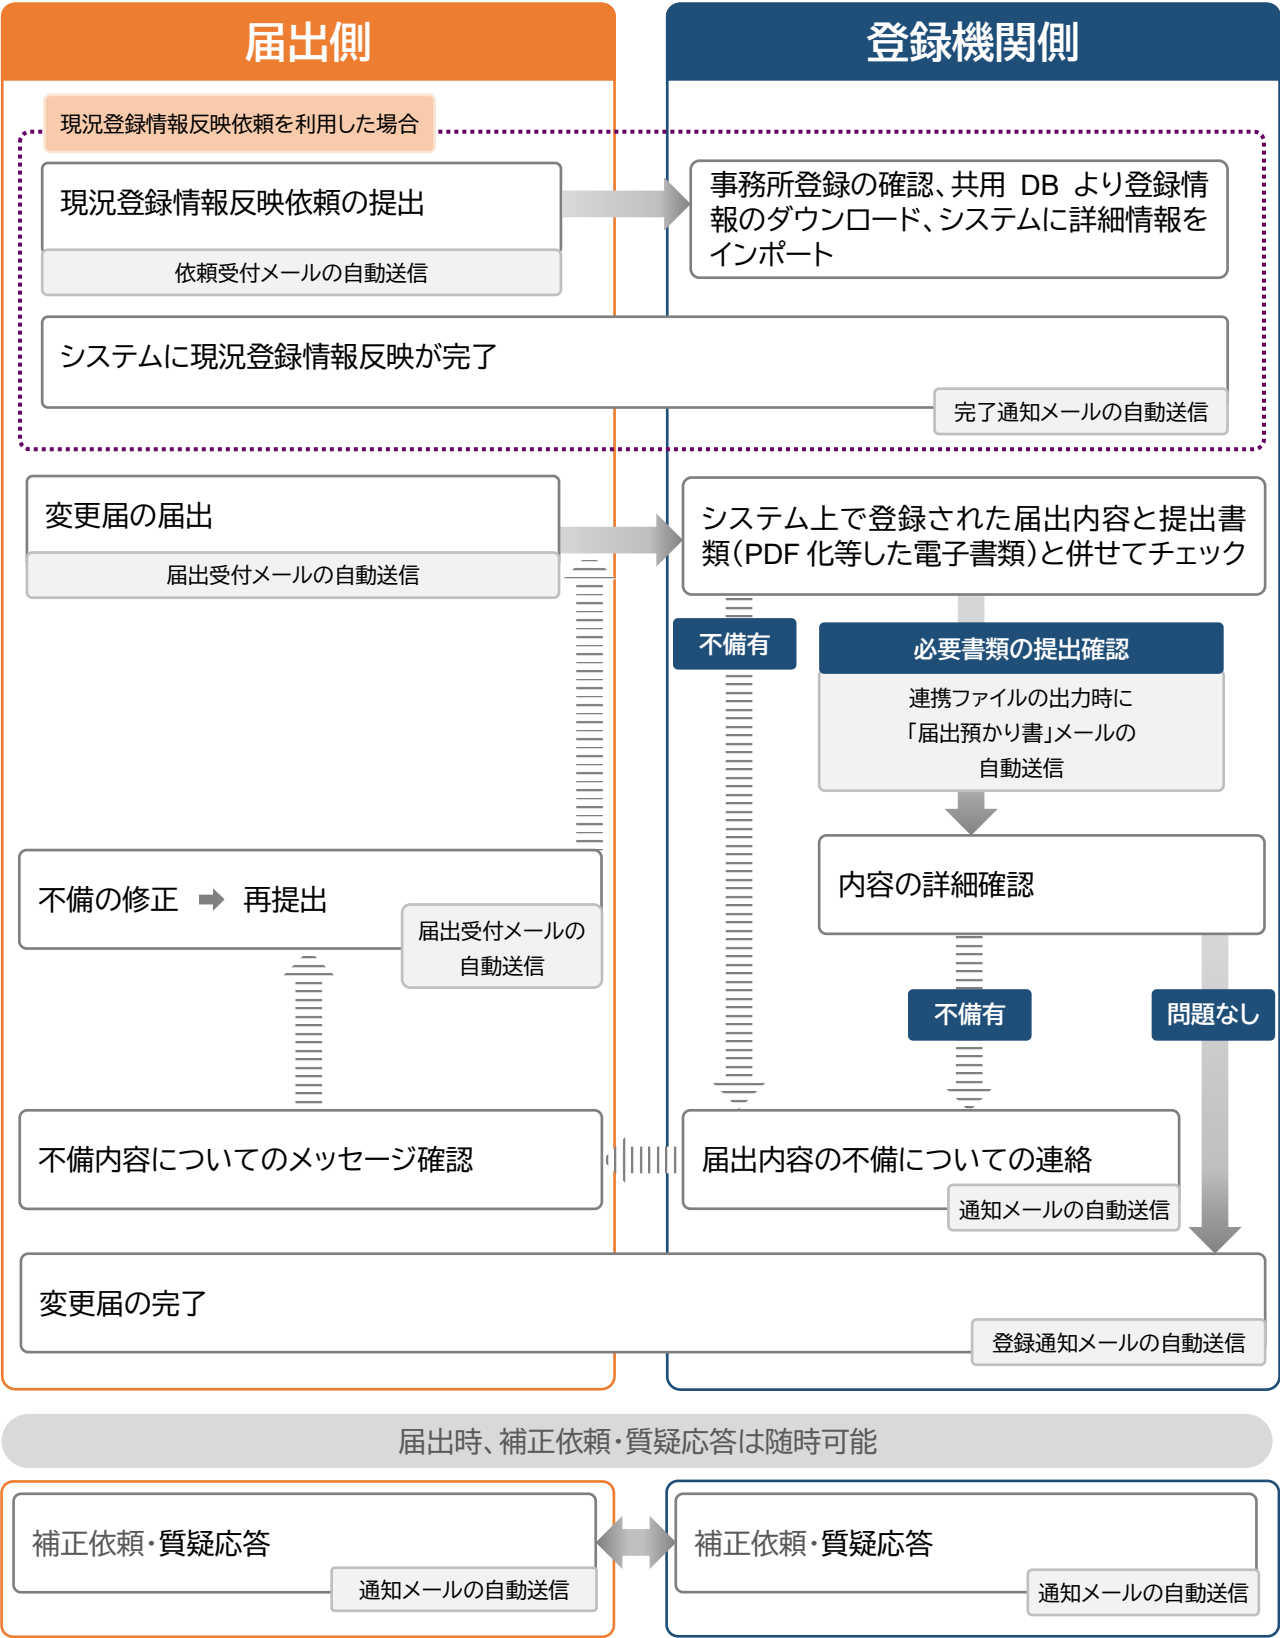 届出側
登録機関側
現況登録情報反映依頼を利用した場合
現況登録情報反映依頼の提出
依頼受付メールの自動送信
事務所登録の確認、共用 DB より登録情
報のダウンロード、システムに詳細情報を
インポート
システムに現況登録情報反映が完了
完了通知メールの自動送信
変更届の届出
届出受付メールの自動送信
システム上で登録された届出内容と提出書
類(PDF 化等した電子書類)と併せてチェック
不備有
必要書類の提出確認
連携ファイルの出力時に
「届出預かり書」メールの
自動送信
内容の詳細確認
不備の修正 ➡ 再提出
届出受付メールの
自動送信
不備有
問題なし
不備内容についてのメッセージ確認
届出内容の不備についての連絡
通知メールの自動送信
変更届の完了
登録通知メールの自動送信
届出時、補正依頼・質疑応答は随時可能
補正依頼・質疑応答
通知メールの自動送信
補正依頼・質疑応答
通知メールの自動送信